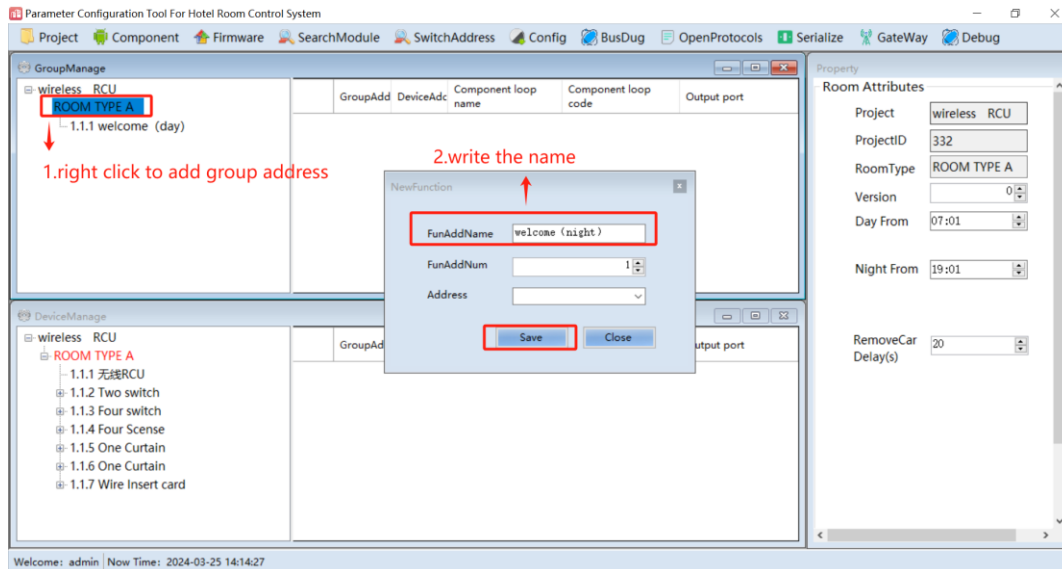 Parameter Configuration Tool For Hotel Room Control System
Project Component Firmware SearchModule SwitchAddress Config BusDug OpenProtocols Serialize GateWay Debug
GroupManage
wireless RCU
ROOM TYPE A
1.1.1 welcome (day)
1.right click to add group address
GroupAdd DeviceAdc Component loop name Component loop code Output port
2.write the name
NewFunction
FunAddName welcome (night)
FunAddNum 1
Address
Save Close
DeviceManage
wireless RCU
ROOM TYPE A
1.1.1 无线RCU
1.1.2 Two switch
1.1.3 Four switch
1.1.4 Four Scense
1.1.5 One Curtain
1.1.6 One Curtain
1.1.7 Wire Insert card
GroupAd
utput port
Property
Room Attributes
Project wireless RCU
ProjectID 332
RoomType ROOM TYPE A
Version 0
Day From 07:01
Night From 19:01
RemoveCar
Delay(s) 20
Welcome: admin Now Time: 2024-03-25 14:14:27